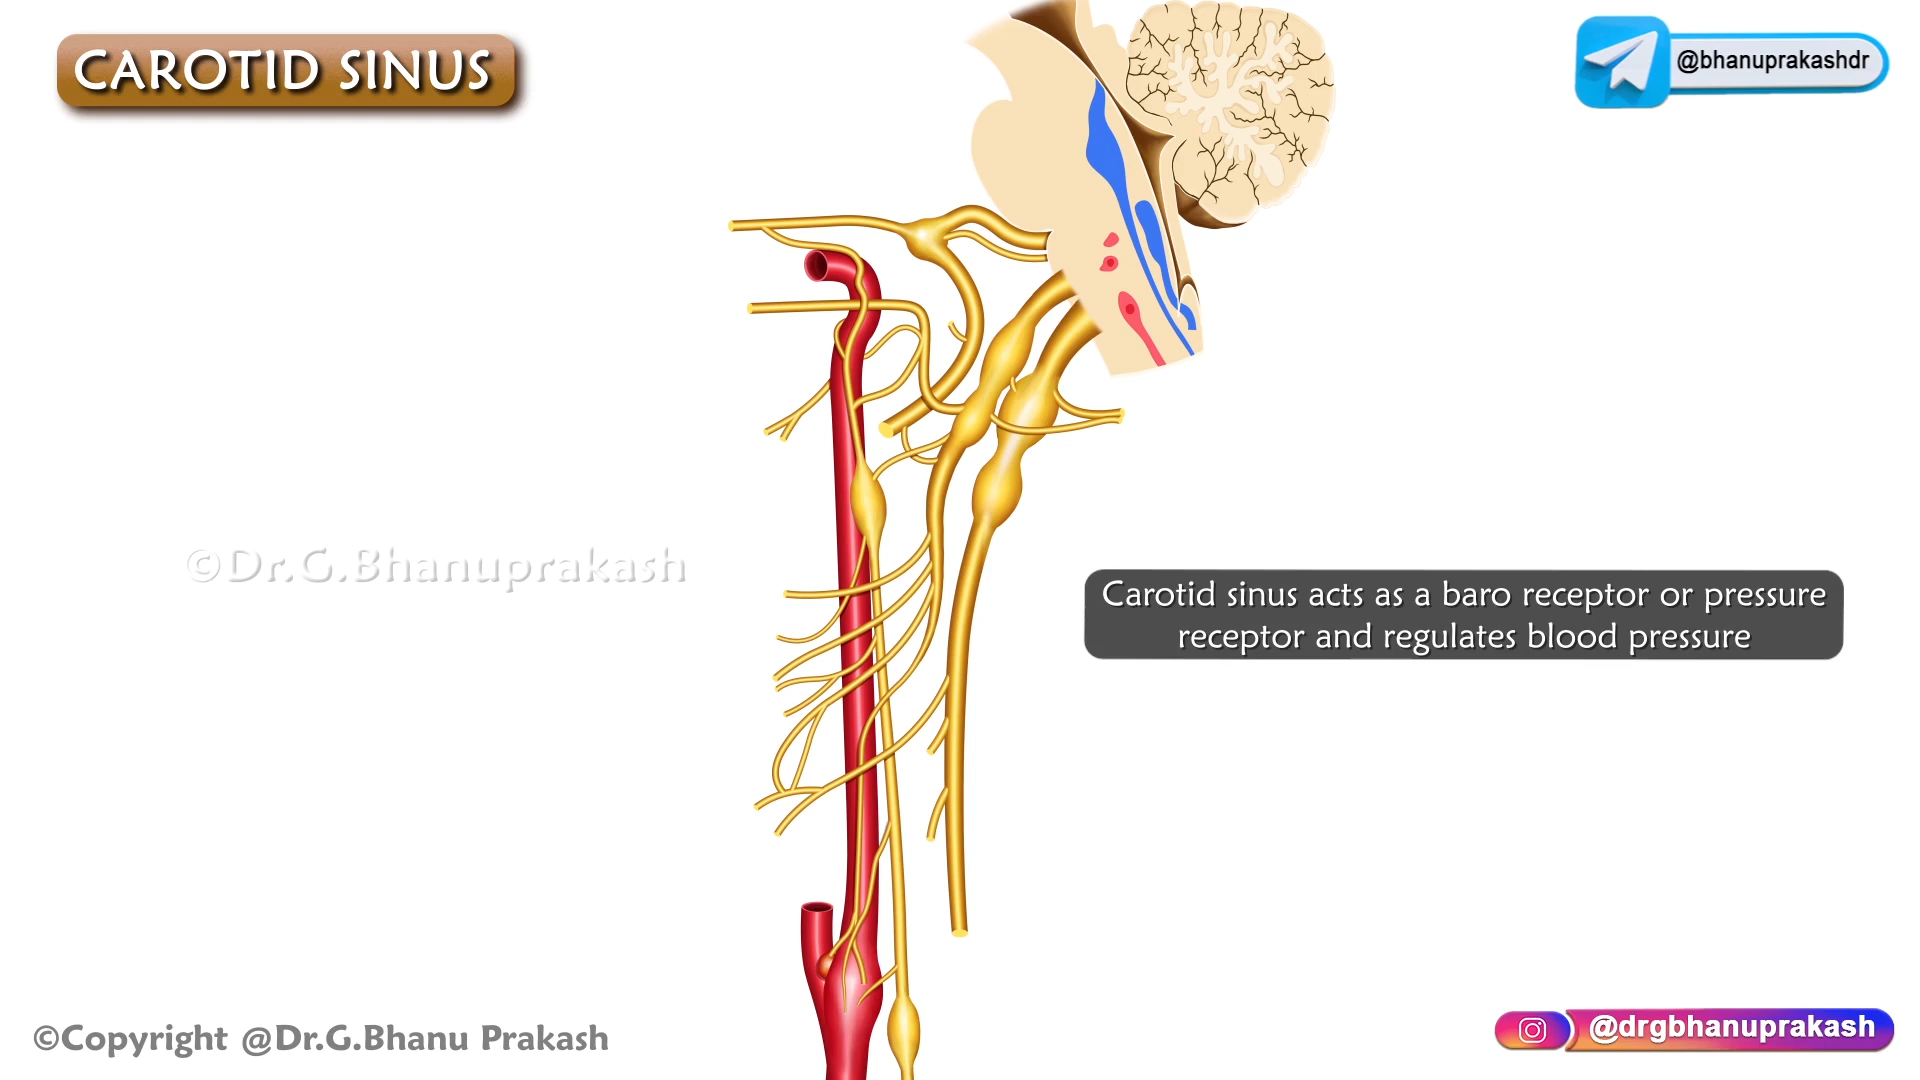 CAROTID SINUS
@bhanuprakashdr
©Dr.G.Bhanuprakash
Carotid sinus acts as a baro receptor or pressure
receptor and regulates blood pressure
©Copyright @Dr.G.Bhanu Prakash
@drgbhanuprakash